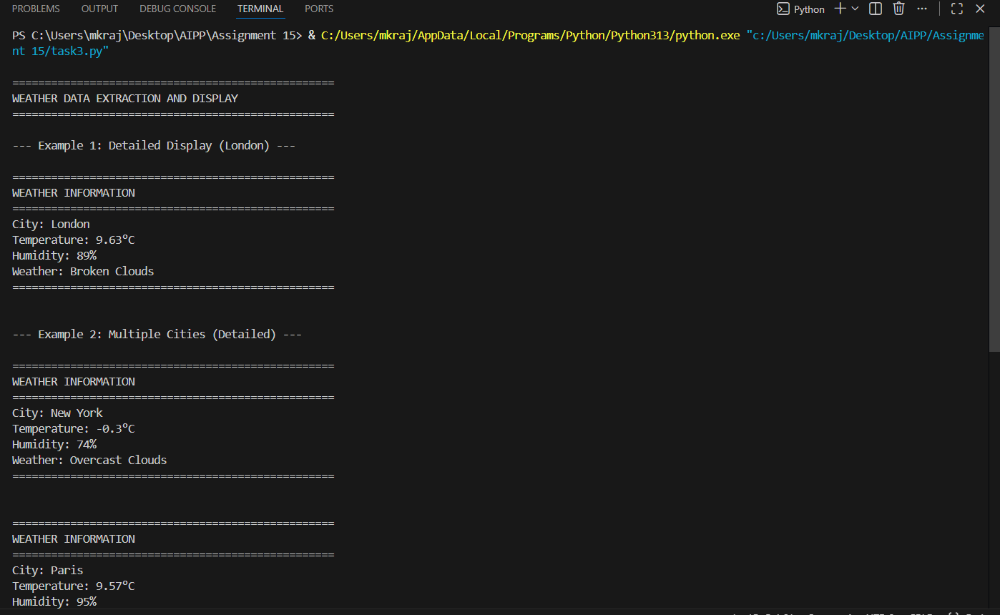 PROBLEMS OUTPUT DEBUG CONSOLE TERMINAL PORTS Python
PS C:\Users\mkraj\Desktop\AIPP\Assignment 15> & C:/Users/mkraj/AppData/Local/Programs/Python/Python313/python.exe "c:/Users/mkraj/Desktop/AIPP/Assignme
nt 15/task3.py"
==================================================
WEATHER DATA EXTRACTION AND DISPLAY
==================================================
--- Example 1: Detailed Display (London) ---
==================================================
WEATHER INFORMATION
==================================================
City: London
Temperature: 9.63°C
Humidity: 89%
Weather: Broken Clouds
==================================================
--- Example 2: Multiple Cities (Detailed) ---
==================================================
WEATHER INFORMATION
==================================================
City: New York
Temperature: -0.3°C
Humidity: 74%
Weather: Overcast Clouds
==================================================
==================================================
WEATHER INFORMATION
==================================================
City: Paris
Temperature: 9.57°C
Humidity: 95%